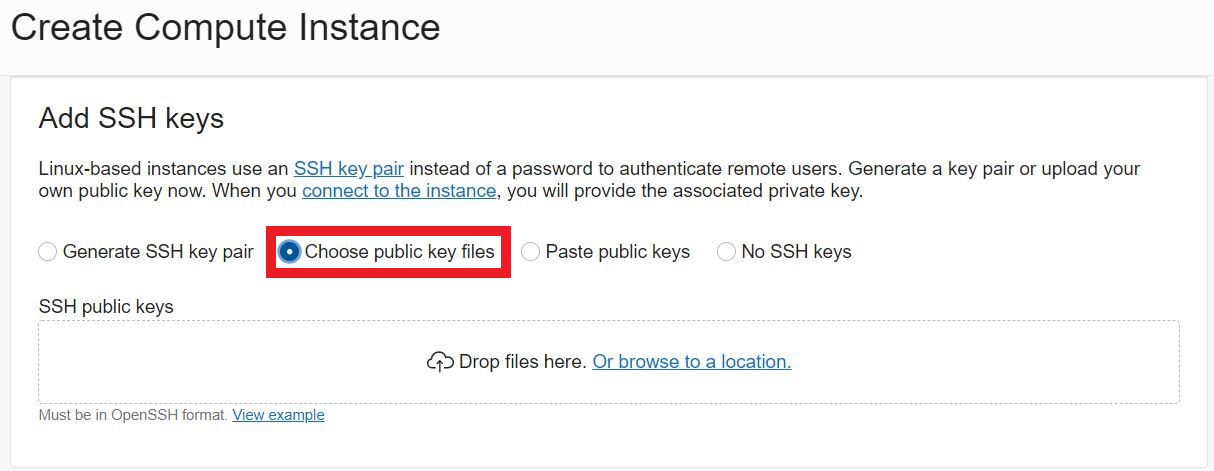 Create Compute Instance
Add SSH keys
Linux-based instances use an SSH key pair instead of a password to authenticate remote users. Generate a key pair or upload your
own public key now. When you connect to the instance, you will provide the associated private key.
Generate SSH key pair Choose public key files Paste public keys No SSH keys
SSH public keys
Drop files here. Or browse to a location.
Must be in OpenSSH format. View example